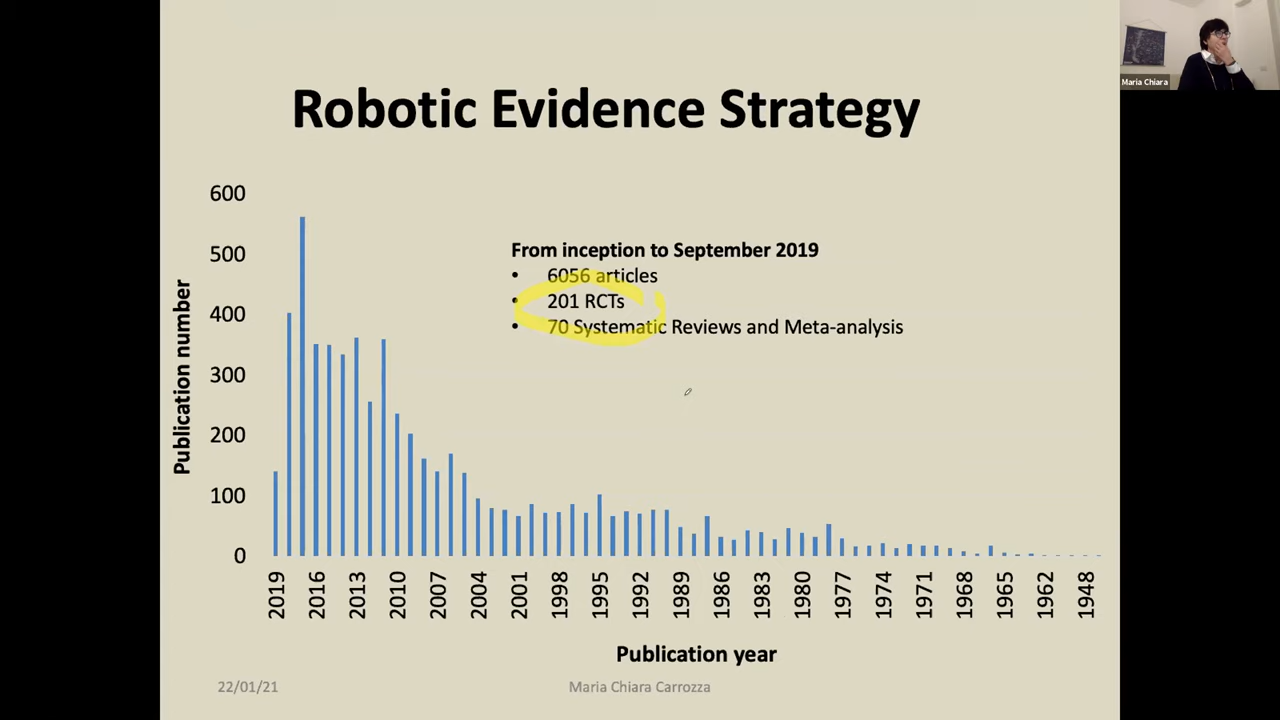 Maria Chiara
Robotic Evidence Strategy
600
500
400
300
200
100
0
Publication number
From inception to September 2019
• 6056 articles
• 201 RCTs
• 70 Systematic Reviews and Meta-analysis
2019 2016 2013 2010 2007 2004 2001 1998 1995 1992 1989 1986 1983 1980 1977 1974 1971 1968 1965 1962 1948
Publication year
22/01/21
Maria Chiara Carrozza